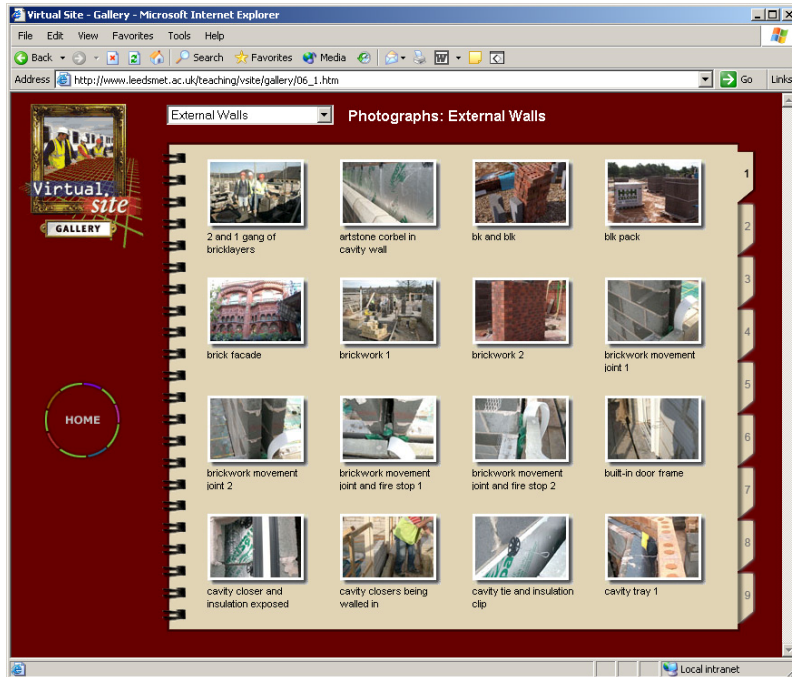 Virtual Site - Gallery - Microsoft Internet Explorer
File Edit View Favorites Tools Help
Back Search Favorites Media
Address http://www.leedsmet.ac.uk/teaching/vsite/gallery/06_1.htm Go Links
External Walls Photographs: External Walls
Virtual
site
GALLERY
HOME
2 and 1 gang of
bricklayers
artstone corbel in
cavity wall
bk and blk
blk pack
brick facade
brickwork 1
brickwork 2
brickwork movement
joint 1
brickwork movement
joint 2
brickwork movement
joint and fire stop 1
brickwork movement
joint and fire stop 2
built-in door frame
cavity closer and
insulation exposed
cavity closers being
walled in
cavity tie and insulation
clip
cavity tray 1
1
2
3
4
5
6
7
8
9
Local intranet